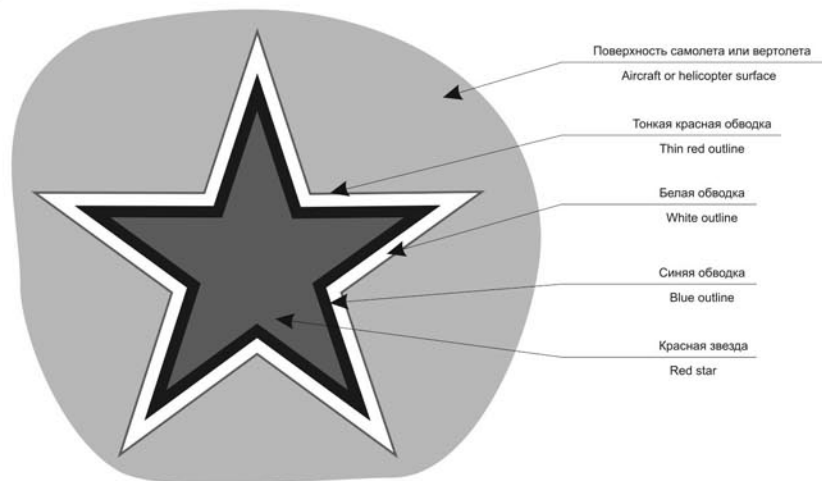 Поверхность самолета или вертолета
Aircraft or helicopter surface
Тонкая красная обводка
Thin red outline
Белая обводка
White outline
Синяя обводка
Blue outline
Красная звезда
Red star